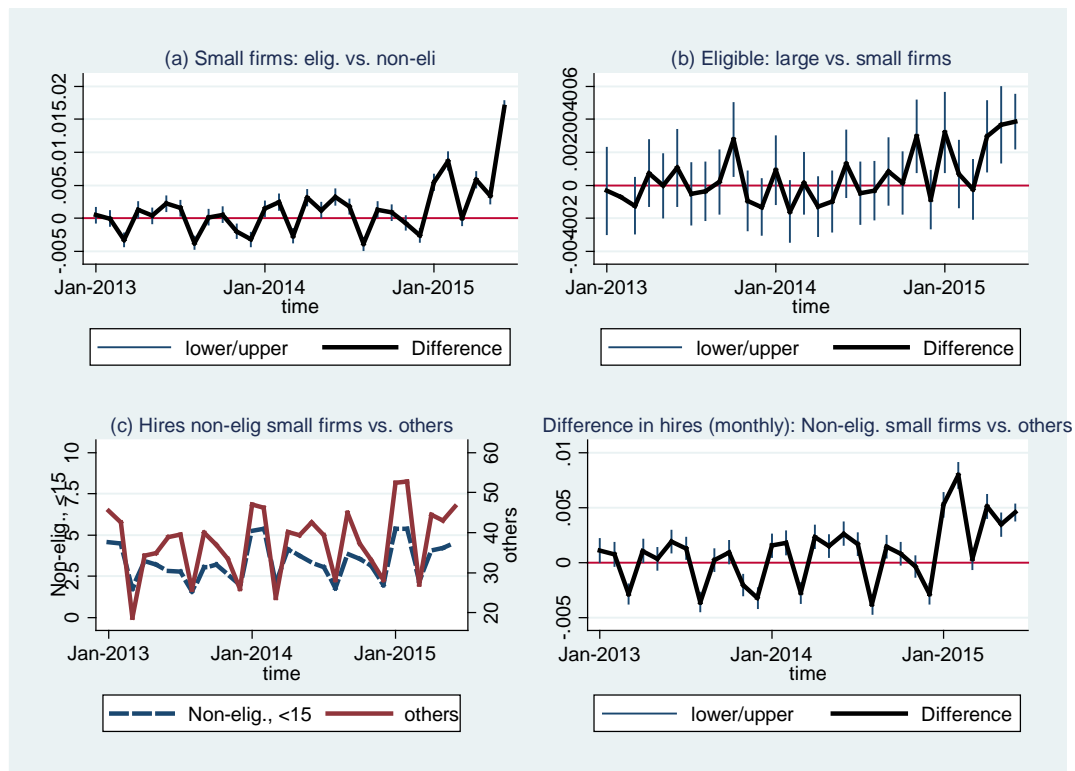 (a) Small firms: elig. vs. non-eli
-.005 0 .005.01.015.02
Jan-2013 Jan-2014 Jan-2015
time
lower/upper Difference
(b) Eligible: large vs. small firms
-.004002 0 .002004006
Jan-2013 Jan-2014 Jan-2015
time
lower/upper Difference
(c) Hires non-elig small firms vs. others
Non-elig., <15
0 2.5 5 7.5 10
20 30 40 50 60
others
Jan-2013 Jan-2014 Jan-2015
time
Non-elig., <15 others
Difference in hires (monthly): Non-elig. small firms vs. others
-.005 0 .005 .01
Jan-2013 Jan-2014 Jan-2015
time
lower/upper Difference